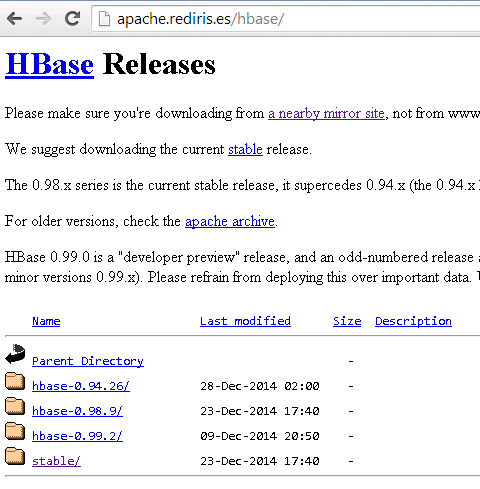 apache.rediris.es/hbase/
HBase Releases
Please make sure you're downloading from a nearby mirror site, not from www
We suggest downloading the current stable release.
The 0.98.x series is the current stable release, it supercedes 0.94.x (the 0.94.x
For older versions, check the apache archive.
HBase 0.99.0 is a "developer preview" release, and an odd-numbered release a
minor versions 0.99.x). Please refrain from deploying this over important data.
Name Last modified Size Description
Parent Directory -
hbase-0.94.26/ 28-Dec-2014 02:00 -
hbase-0.98.9/ 23-Dec-2014 17:40 -
hbase-0.99.2/ 09-Dec-2014 20:50 -
stable/ 23-Dec-2014 17:40 -